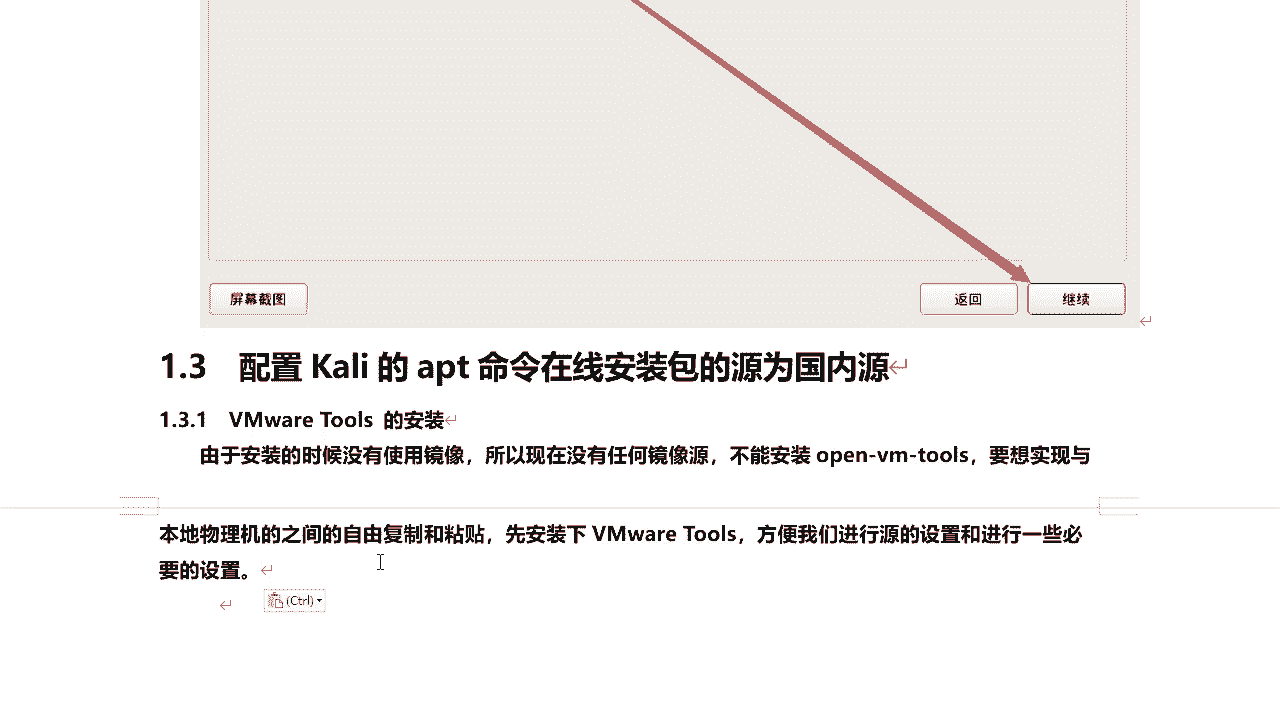 屏幕截图 返回 继续
1.3 配置 Kali 的 apt 命令在线安装包的源为国内源
1.3.1 VMware Tools 的安装
由于安装的时候没有使用镜像，所以现在没有任何镜像源，不能安装 open-vm-tools，要想实现与
本地物理机的之间的自由复制和粘贴，先安装下 VMware Tools，方便我们进行源的设置和进行一些必
要的设置。
(Ctrl)